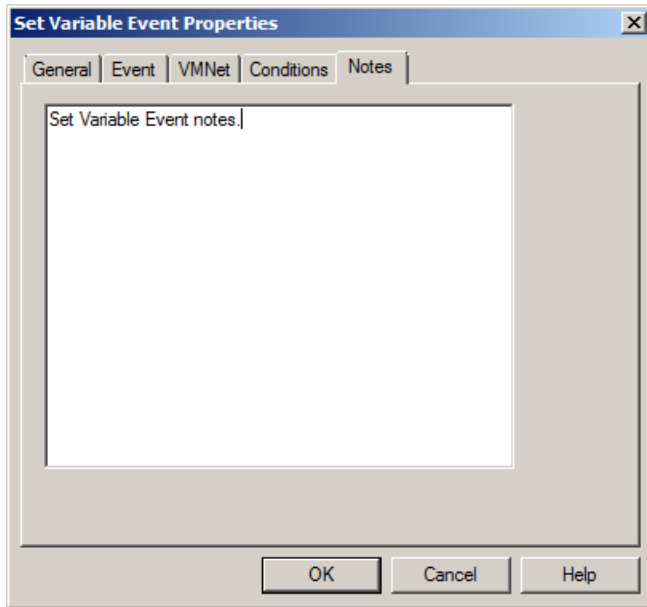 Set Variable Event Properties
General Event VMNet Conditions Notes
Set Variable Event notes.
OK Cancel Help